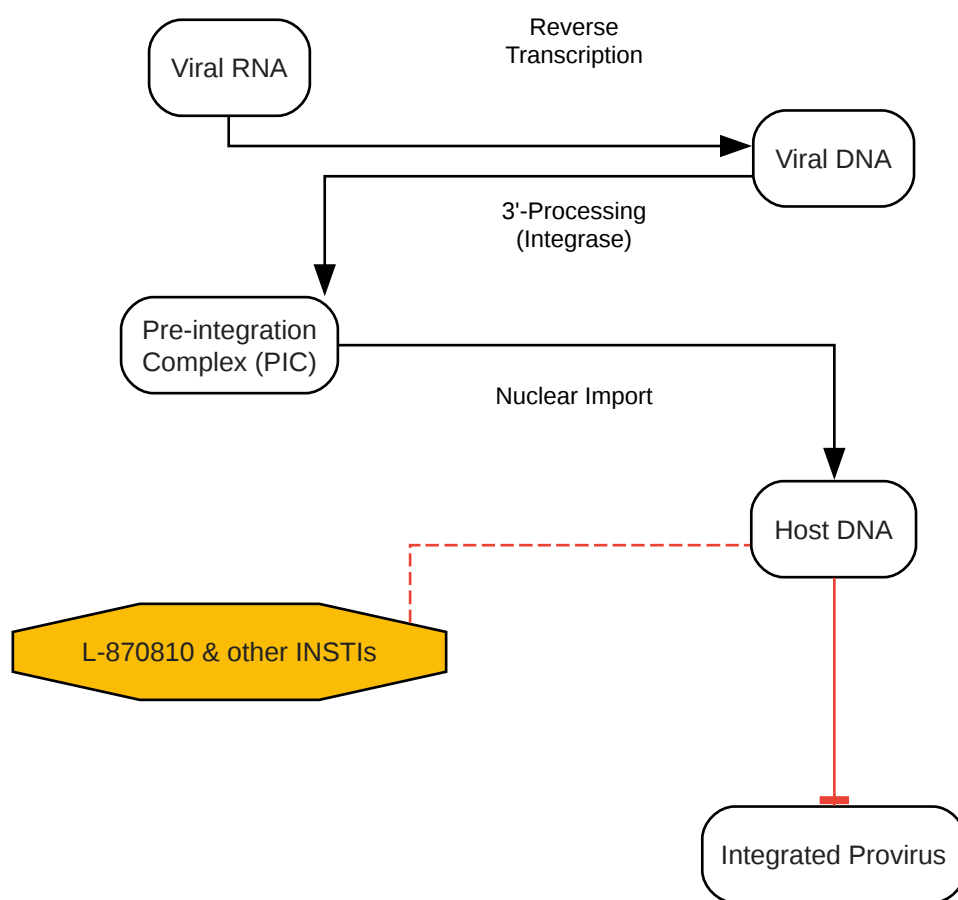 Reverse
Transcription
Viral RNA
Viral DNA
3'-Processing
(Integrase)
Pre-integration
Complex (PIC)
Nuclear Import
Host DNA
L-870810 & other INSTIs
Integrated Provirus